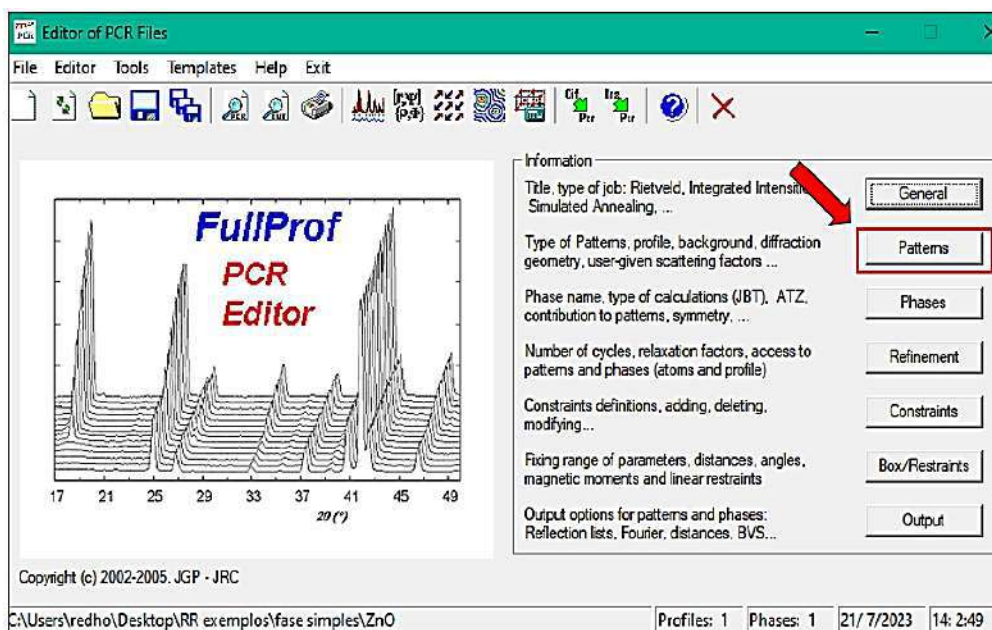 Editor of PCR Files
File Editor Tools Templates Help Exit
FullProf
PCR
Editor
17 21 25 29 33 37 41 45 49
2θ (°)
Information
Title, type of job: Rietveld, Integrated
Simulated Annealing, ...
General
Type of Patterns, profile, background, diffraction
geometry, user-given scattering factors ...
Patterns
Phase name, type of calculations (JBT), ATZ,
contribution to patterns, symmetry, ...
Phases
Number of cycles, relaxation factors, access to
patterns and phases (atoms and profile)
Refinement
Constraints definitions, adding, deleting,
modifying...
Constraints
Fixing range of parameters, distances, angles,
magnetic moments and linear restraints
Box/Restraints
Output options for patterns and phases:
Reflection lists, Fourier, distances, BVS...
Output
Copyright (c) 2002-2005. JGP - JRC
C:\Users\redho\Desktop\RR exemplos\fase simples\ZnO
Profiles: 1 Phases: 1 21/ 7/2023 14: 2:49